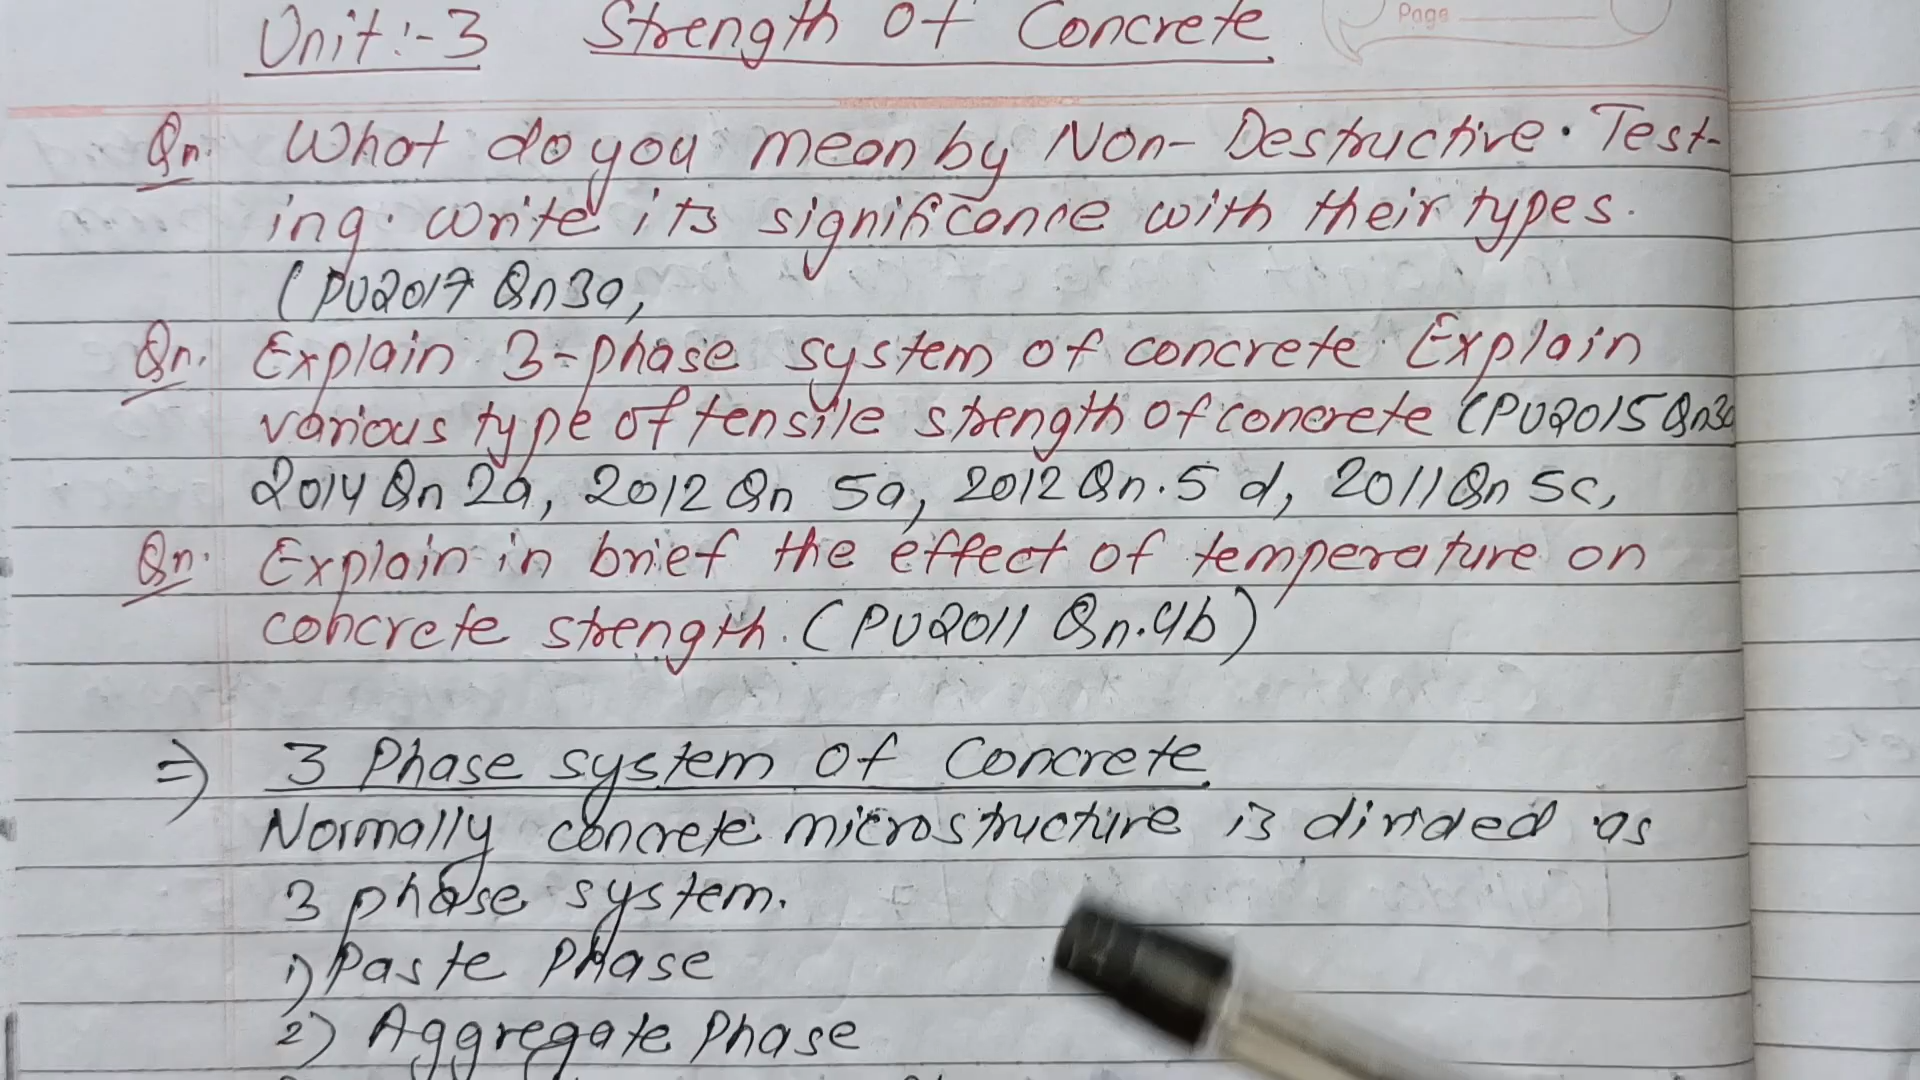 Unit:-3 Strength Of Concrete
Page
Qn. What do you mean by Non-Destructive. Test-
ing. Write its significance with their types.
(PU2017 Qn3a,
Qn. Explain 3-phase system of concrete. Explain
various type of tensile strength of concrete (PU2015 Qn3a
2014 Qn 2a, 2012 Qn 5a, 2012 Qn.5 d, 2011 Qn 5c,
Qn. Explain in brief the effect of temperature on
concrete strength. (PU2011 Qn.4b)
⇒ 3 Phase system Of Concrete.
Normally concrete microstructure is divided as
3 phase system.
1) Paste Phase
2) Aggregate Phase